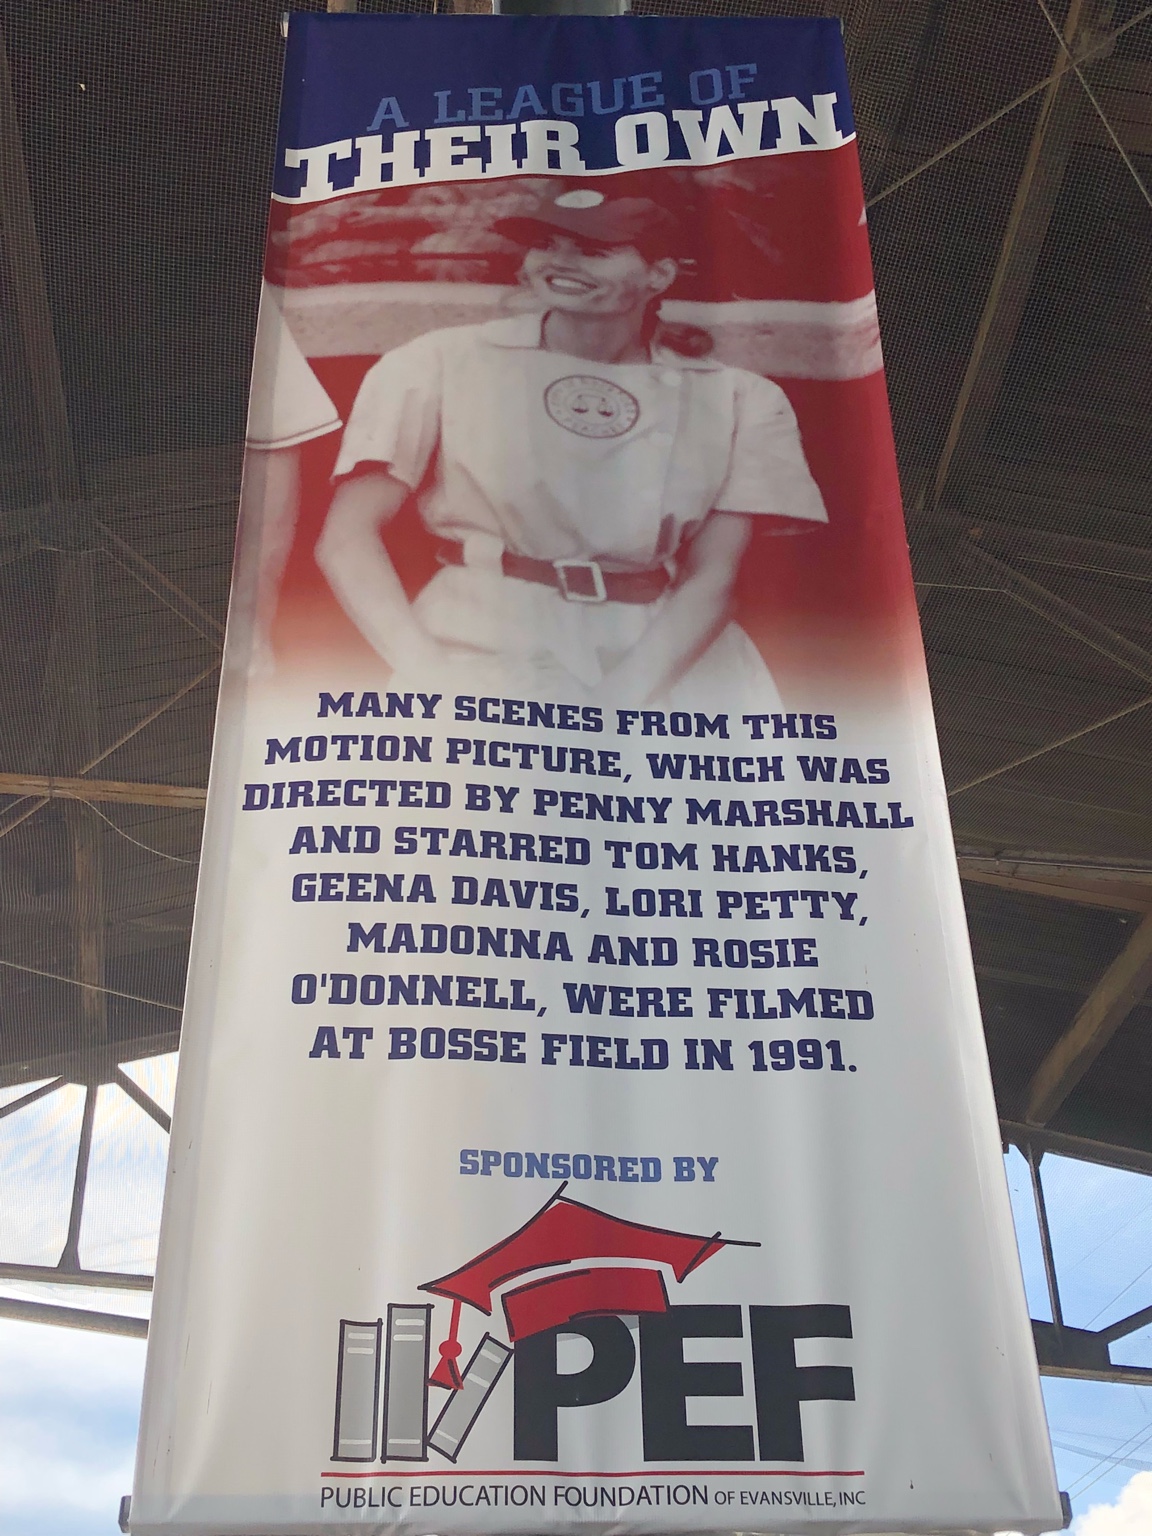 A LEAGUE OF
THEIR OWN
MANY SCENES FROM THIS
MOTION PICTURE, WHICH WAS
DIRECTED BY PENNY MARSHALL
AND STARRED TOM HANKS,
GEENA DAVIS, LORI PETTY,
MADONNA AND ROSIE
O'DONNELL, WERE FILMED
AT BOSSE FIELD IN 1991.
SPONSORED BY
PEF
PUBLIC EDUCATION FOUNDATION OF EVANSVILLE, INC